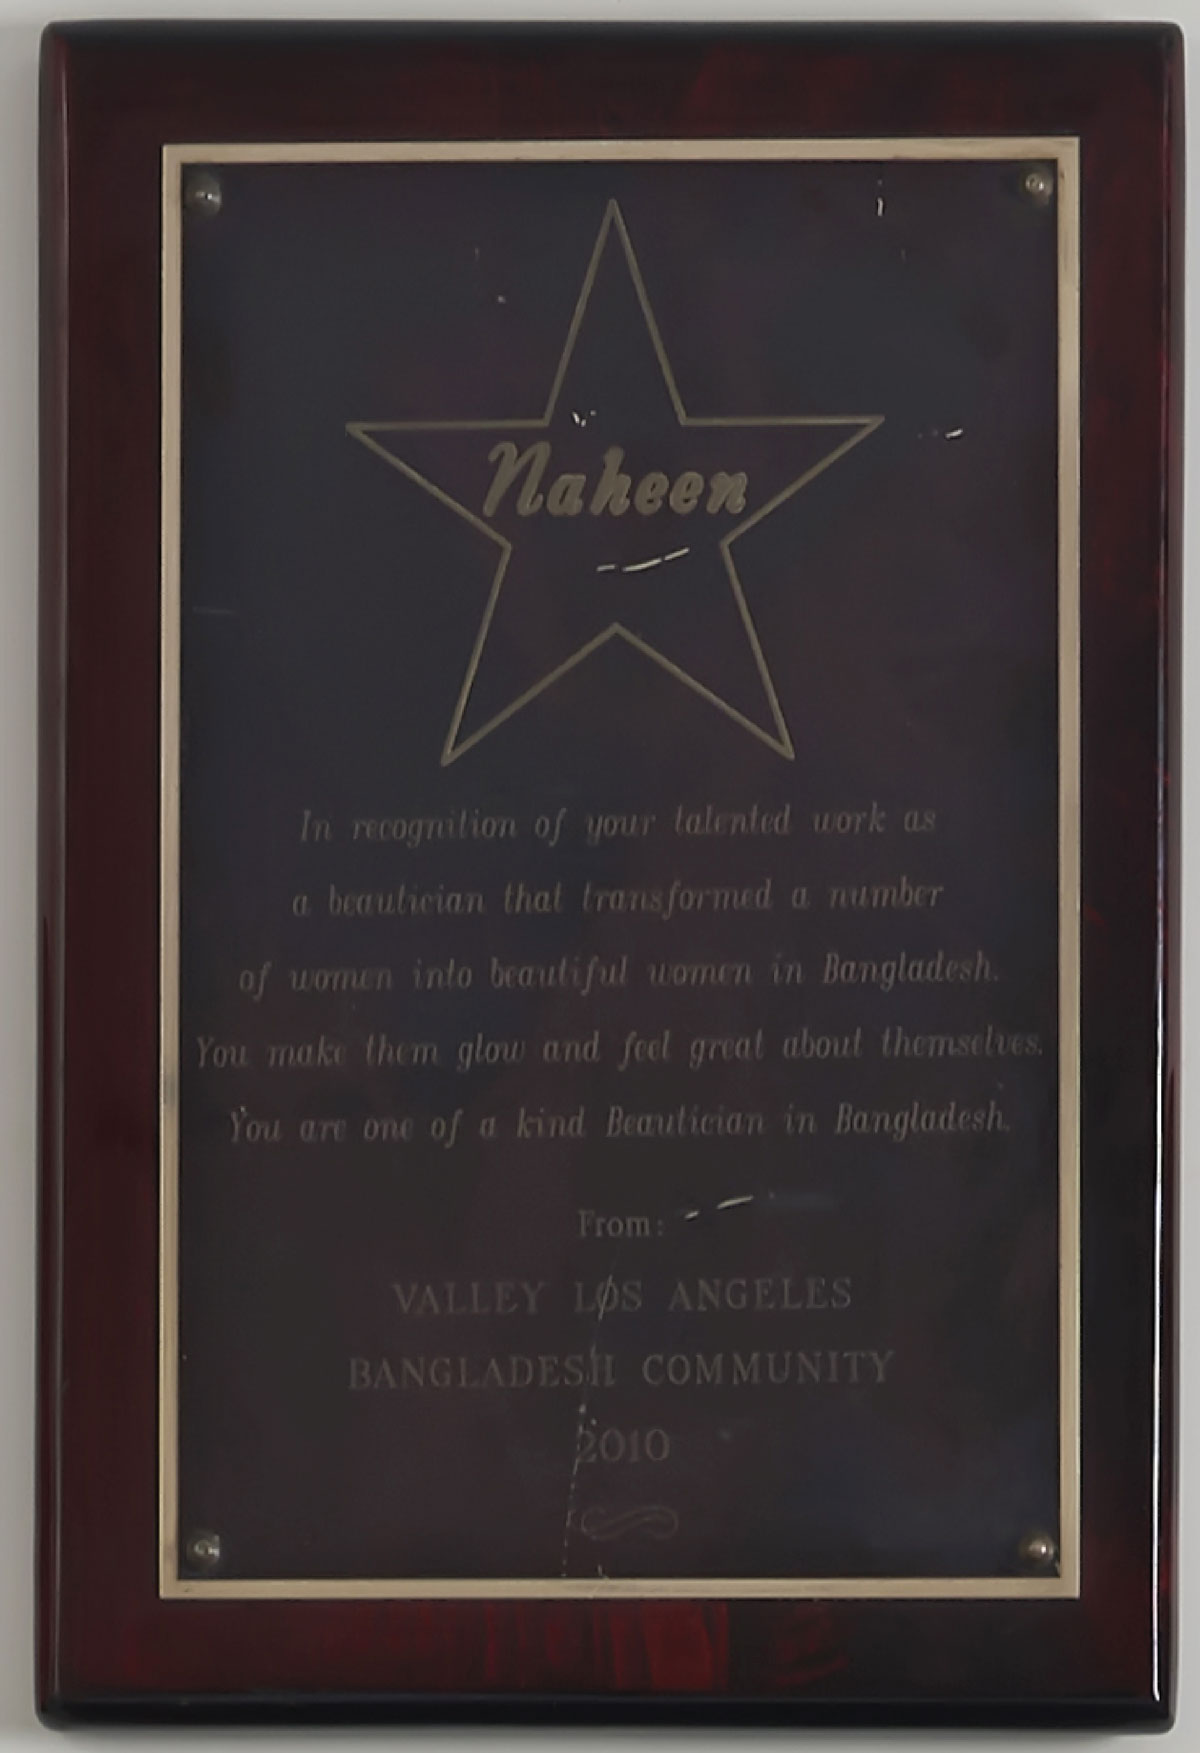 Naheen
In recognition of your talented work as
a beautician that transformed a number
of women into beautiful women in Bangladesh.
You make them glow and feel great about themselves.
You are one of a kind Beautician in Bangladesh.
From:
VALLEY LOS ANGELES
BANGLADESH COMMUNITY
2010